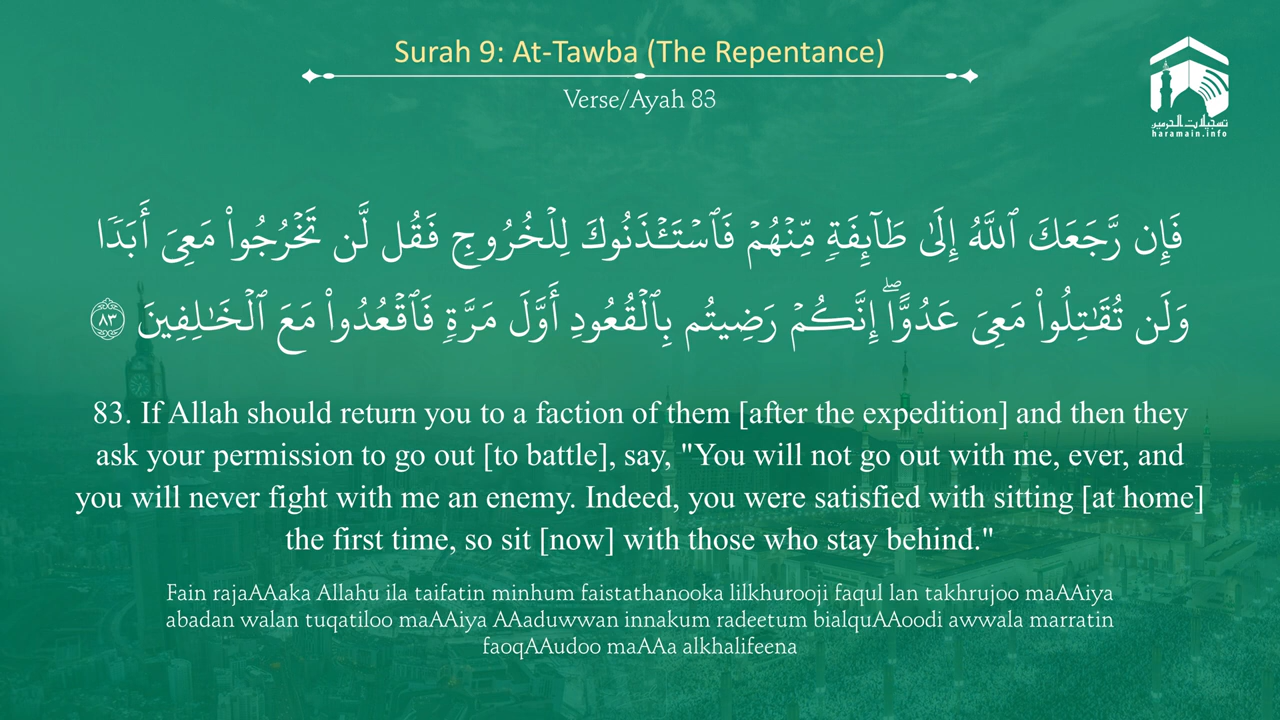 Surah 9: At-Tawba (The Repentance)
Verse/Ayah 83
تسجيلات الحرمين
haramain.info
فَإِن رَّجَعَكَ ٱللَّهُ إِلَىٰ طَآئِفَةٍ مِّنْهُمْ فَٱسْتَـْٔذَنُوكَ لِلْخُرُوجِ فَقُل لَّن تَخْرُجُوا۟ مَعِىَ أَبَدًا
وَلَن تُقَـٰتِلُوا۟ مَعِىَ عَدُوًّا ۖ إِنَّكُمْ رَضِيتُم بِٱلْقُعُودِ أَوَّلَ مَرَّةٍ فَٱقْعُدُوا۟ مَعَ ٱلْخَـٰلِفِينَ ٨٣
83. If Allah should return you to a faction of them [after the expedition] and then they
ask your permission to go out [to battle], say, "You will not go out with me, ever, and
you will never fight with me an enemy. Indeed, you were satisfied with sitting [at home]
the first time, so sit [now] with those who stay behind."
Fain rajaAAaka Allahu ila taifatin minhum faistathanooka lilkhurooji faqul lan takhrujoo maAAiya
abadan walan tuqatiloo maAAiya AAaduwwan innakum radeetum bialquAAoodi awwala marratin
faoqAAudoo maAAa alkhalifeena